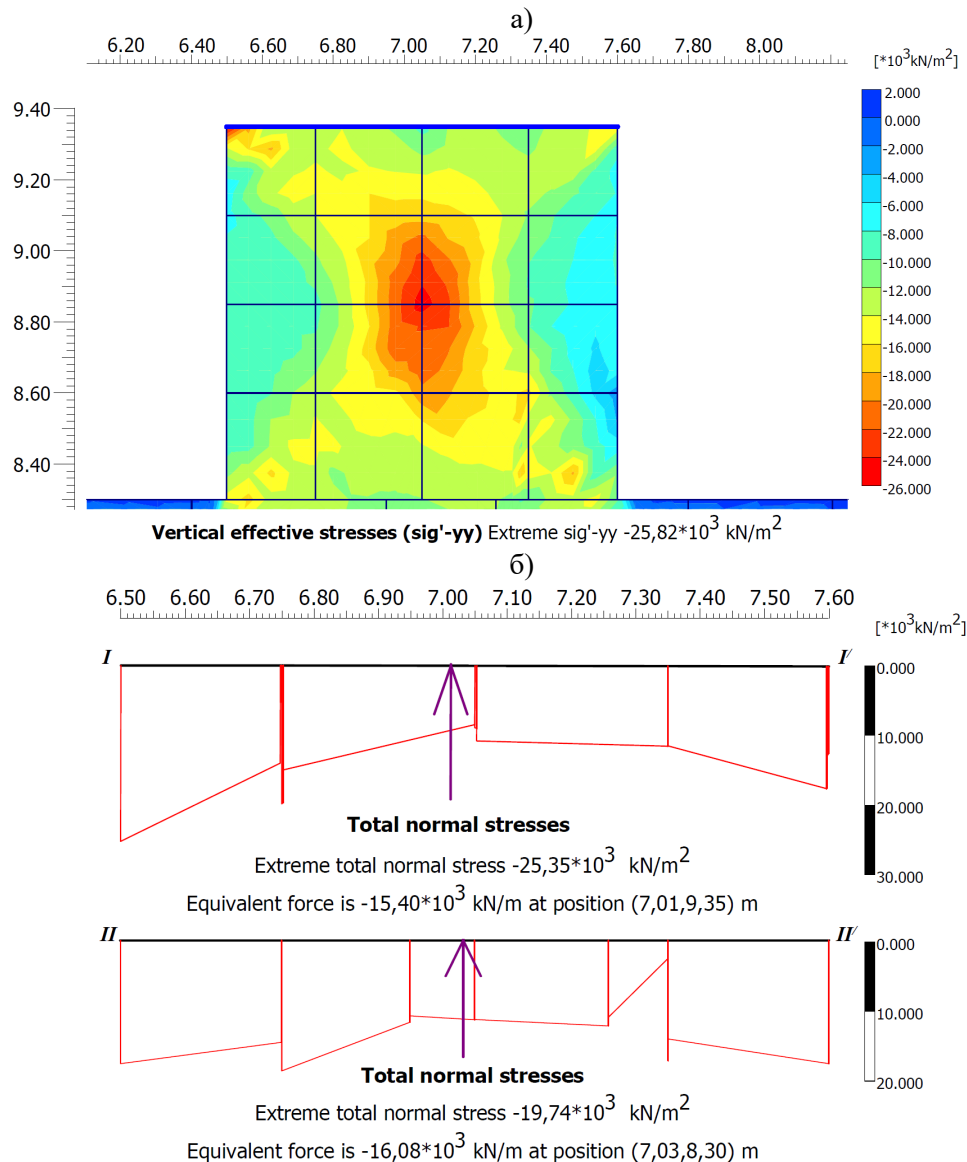 а)
6.20 6.40 6.60 6.80 7.00 7.20 7.40 7.60 7.80 8.00
[*10³kN/m²]
9.40
9.20
9.00
8.80
8.60
8.40
2.000
0.000
-2.000
-4.000
-6.000
-8.000
-10.000
-12.000
-14.000
-16.000
-18.000
-20.000
-22.000
-24.000
-26.000
Vertical effective stresses (sig'-yy) Extreme sig'-yy -25,82*10³ kN/m²
б)
6.50 6.60 6.70 6.80 6.90 7.00 7.10 7.20 7.30 7.40 7.50 7.60
[*10³kN/m²]
I I/
0.000
10.000
20.000
30.000
Total normal stresses
Extreme total normal stress -25,35*10³ kN/m²
Equivalent force is -15,40*10³ kN/m at position (7,01,9,35) m
II II/
0.000
10.000
20.000
Total normal stresses
Extreme total normal stress -19,74*10³ kN/m²
Equivalent force is -16,08*10³ kN/m at position (7,03,8,30) m